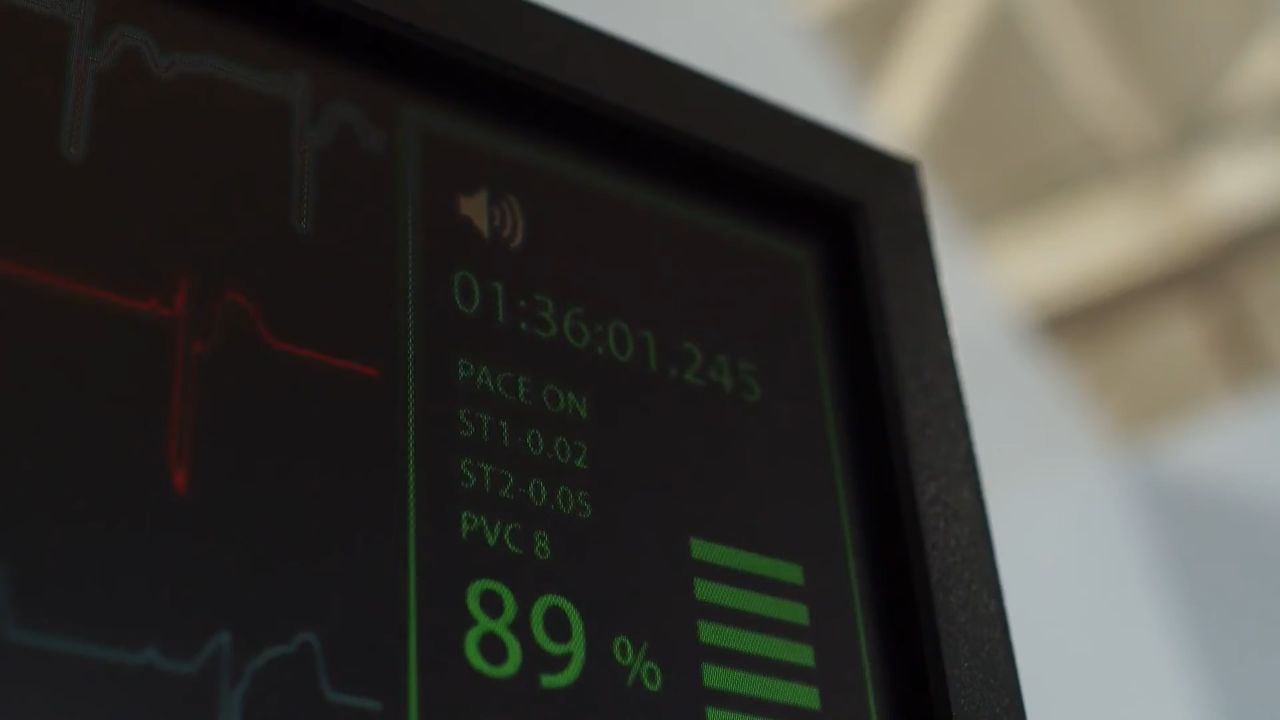 01:36:01.245
PACE ON
ST1-0.02
ST2-0.05
PVC 8
89 %